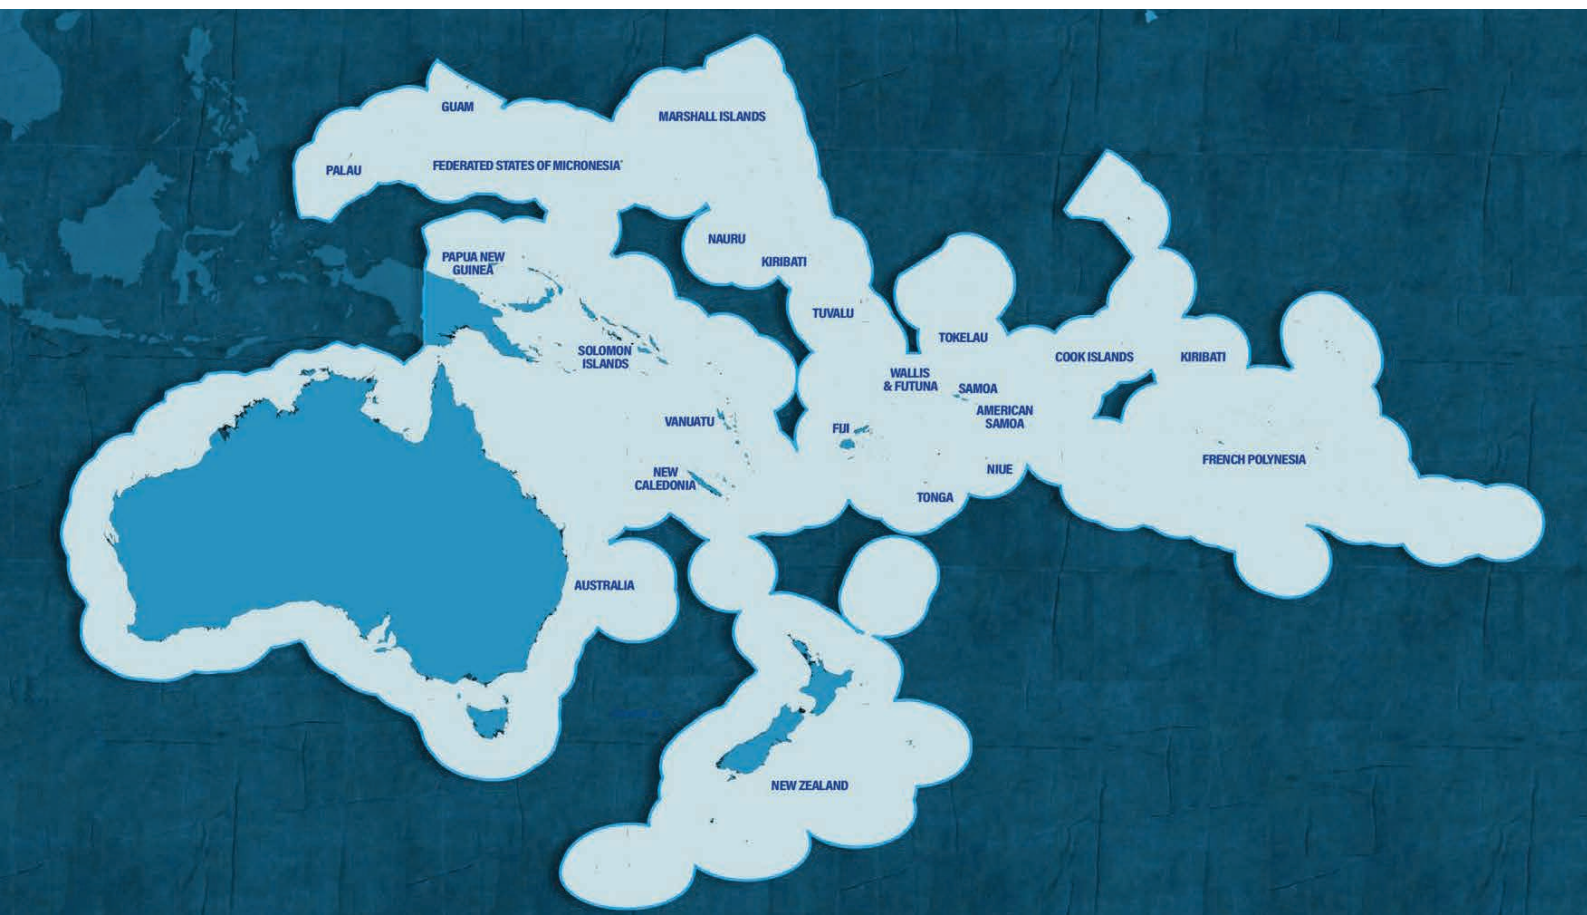 GUAM
MARSHALL ISLANDS
PALAU
FEDERATED STATES OF MICRONESIA
NAURU
PAPUA NEW
GUINEA
KIRIBATI
TUVALU
TOKELAU
SOLOMON
ISLANDS
COOK ISLANDS
KIRIBATI
WALLIS
& FUTUNA
SAMOA
AMERICAN
SAMOA
VANUATU
FIJI
FRENCH POLYNESIA
NEW
CALEDONIA
NIUE
TONGA
AUSTRALIA
NEW ZEALAND